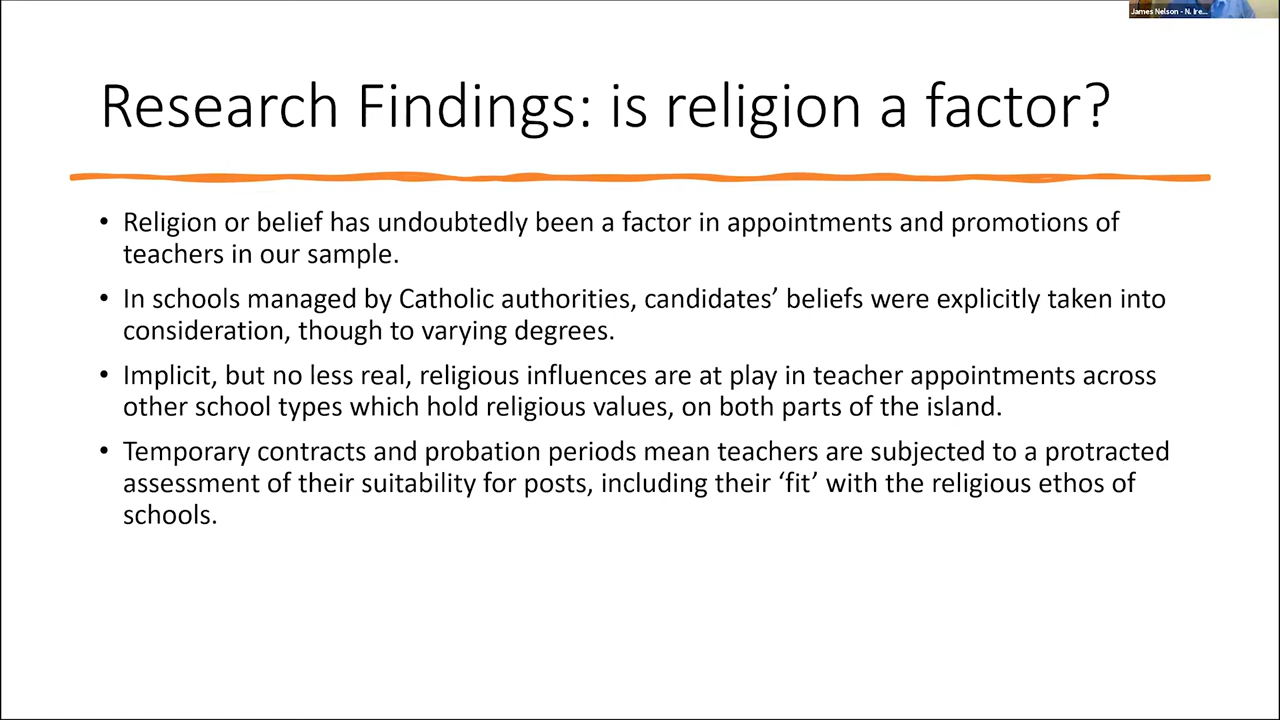 James Nelson - N. Ire...
Research Findings: is religion a factor?
• Religion or belief has undoubtedly been a factor in appointments and promotions of
teachers in our sample.
• In schools managed by Catholic authorities, candidates’ beliefs were explicitly taken into
consideration, though to varying degrees.
• Implicit, but no less real, religious influences are at play in teacher appointments across
other school types which hold religious values, on both parts of the island.
• Temporary contracts and probation periods mean teachers are subjected to a protracted
assessment of their suitability for posts, including their ‘fit’ with the religious ethos of
schools.